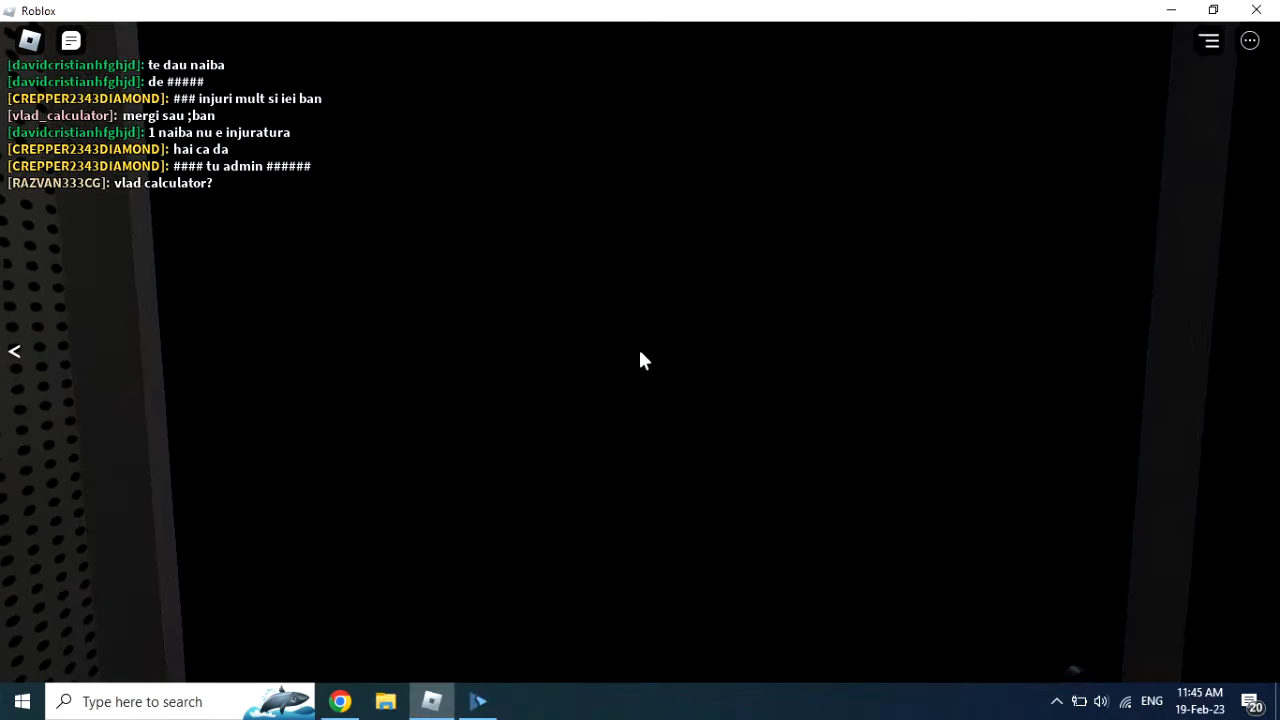 Roblox
[davidcristianhfghjd]: te dau naiba
[davidcristianhfghjd]: de #####
[CREPPER2343DIAMOND]: ### injuri mult si iei ban
[vlad_calculator]: mergi sau ;ban
[davidcristianhfghjd]: 1 naiba nu e injuratura
[CREPPER2343DIAMOND]: hai ca da
[CREPPER2343DIAMOND]: #### tu admin ######
[RAZVAN333CG]: vlad calculator?
<
Type here to search
ENG
11:45 AM
19-Feb-23
20